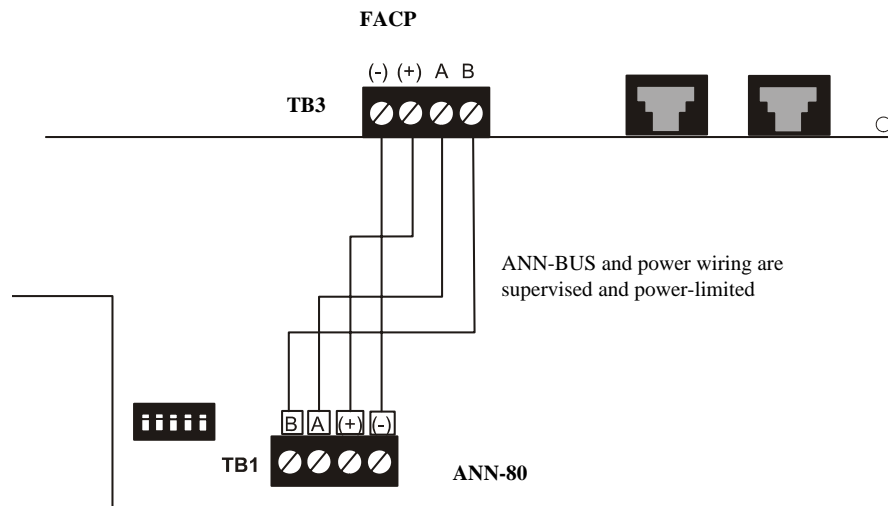 FACP
(-) (+) A B
TB3
ANN-BUS and power wiring are
supervised and power-limited
B A (+) (-)
TB1
ANN-80